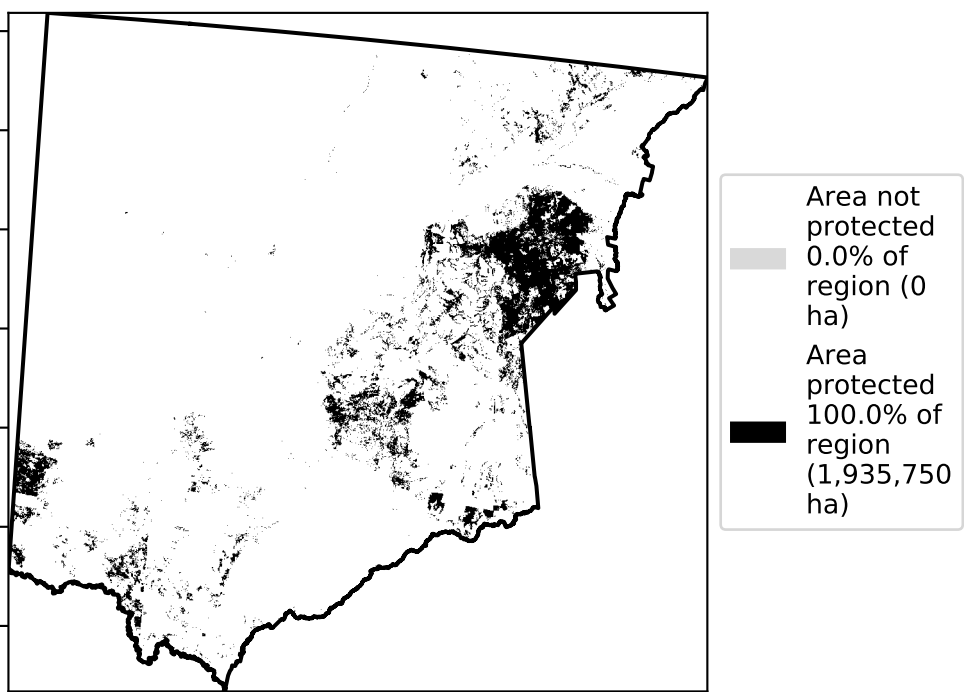 Area not
protected
0.0% of
region (0
ha)
Area
protected
100.0% of
region
(1,935,750
ha)